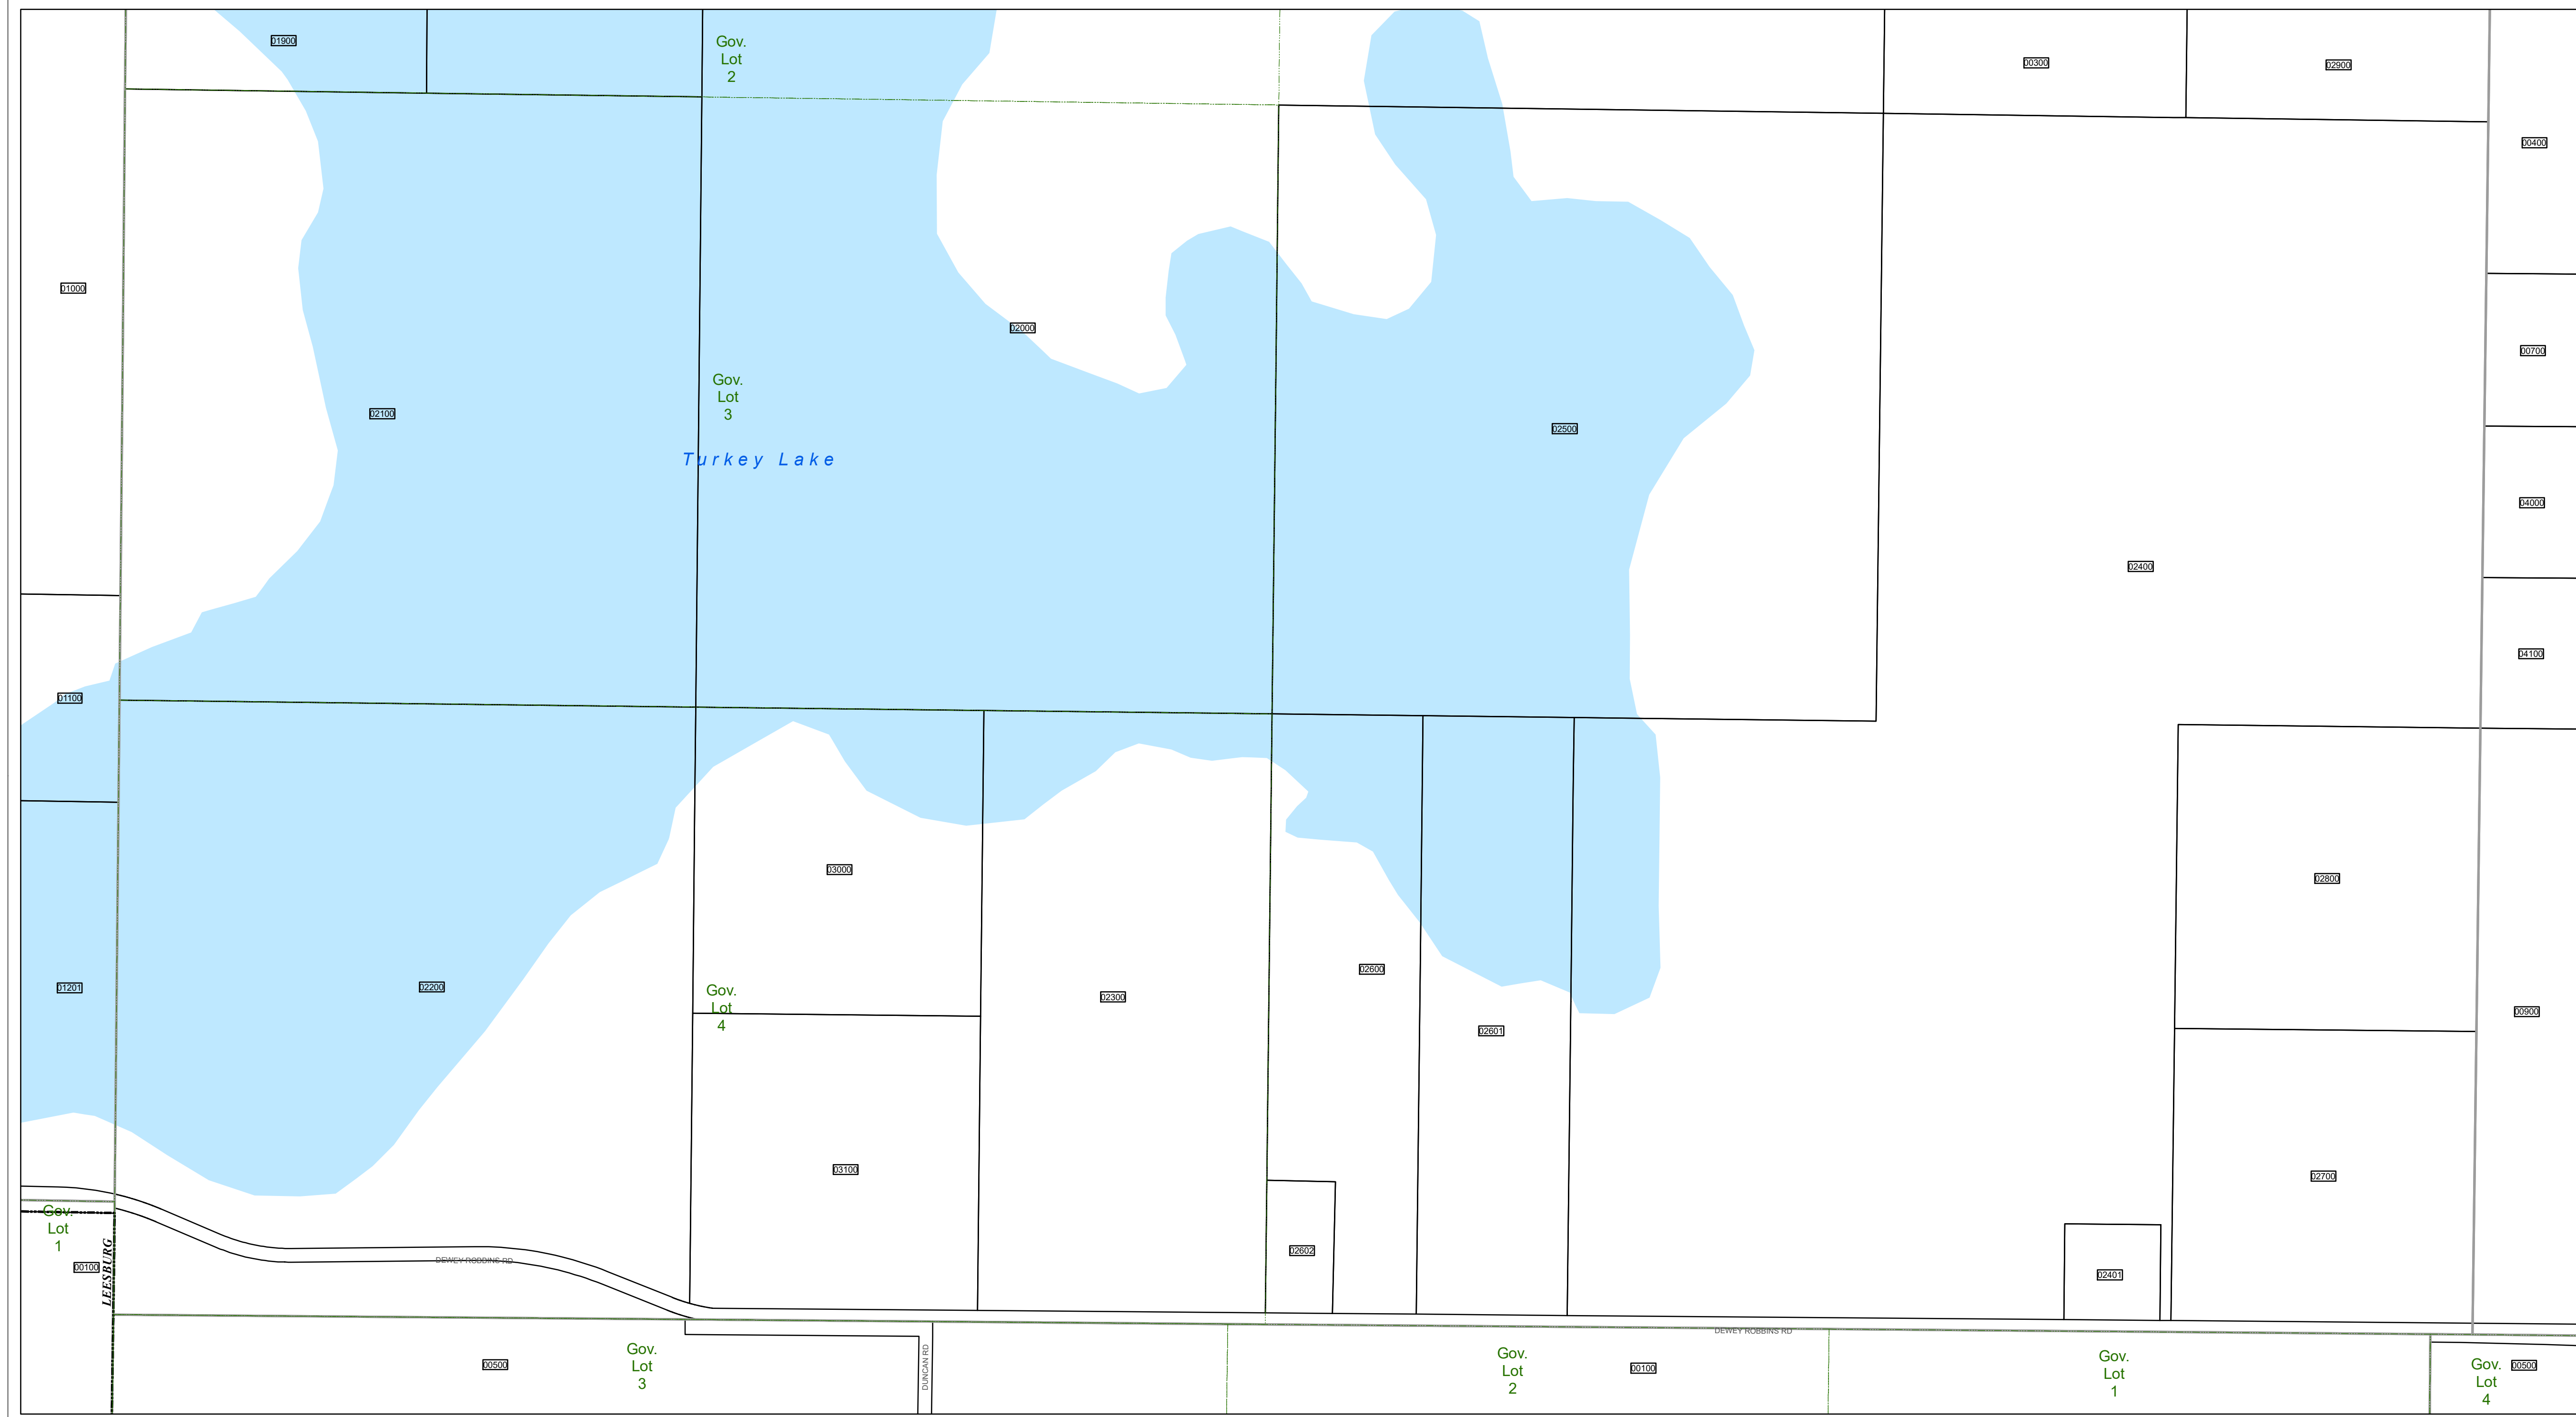 01900
Gov.
Lot
2
00300
02900
00400
01000
02000
00700
Gov.
Lot
3
02100
02500
Turkey Lake
04000
02400
04100
01100
03000
02800
02600
01201
02200
Gov.
Lot
4
02300
00900
02601
03100
02700
Gov.
Lot
1
02602
00100
LEESBURG
DEWEY ROBBINS RD
02401
DEWEY ROBBINS RD
00500
Gov.
Lot
3
DUNCAN RD
Gov.
Lot
2
00100
Gov.
Lot
1
Gov.
Lot
4
00500